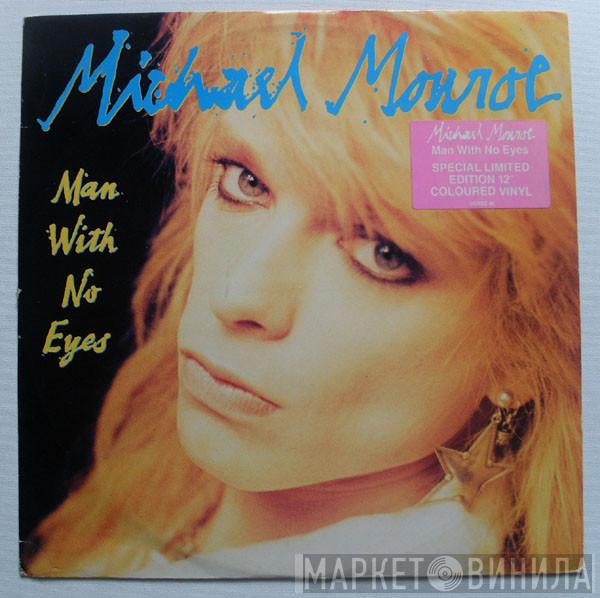 Michael Monroe
Man
With
No
Eyes
Michael Monroe
Man With No Eyes
SPECIAL LIMITED
EDITION 12"
COLOURED VINYL
МАРКЕТ ВИНИЛА